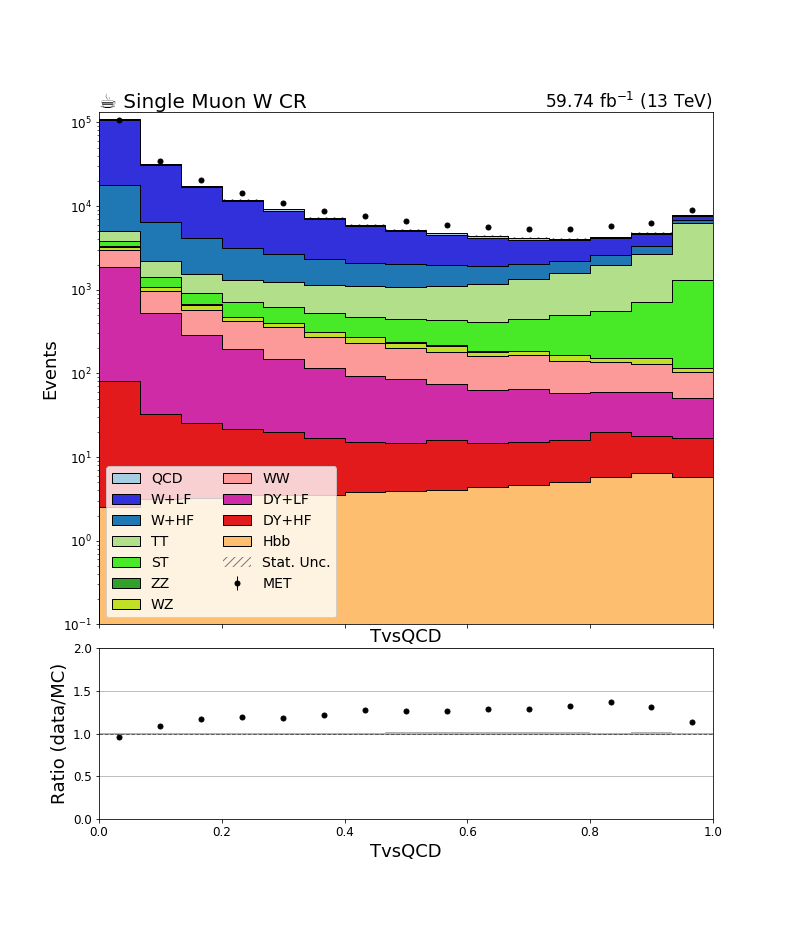 ☕ Single Muon W CR 59.74 fb⁻¹ (13 TeV)
Events
10⁵
10⁴
10³
10²
10¹
10⁰
10⁻¹
QCD WW
W+LF DY+LF
W+HF DY+HF
TT Hbb
ST Stat. Unc.
ZZ MET
WZ
TvsQCD
Ratio (data/MC)
2.0
1.5
1.0
0.5
0.0
0.0 0.2 0.4 0.6 0.8 1.0
TvsQCD